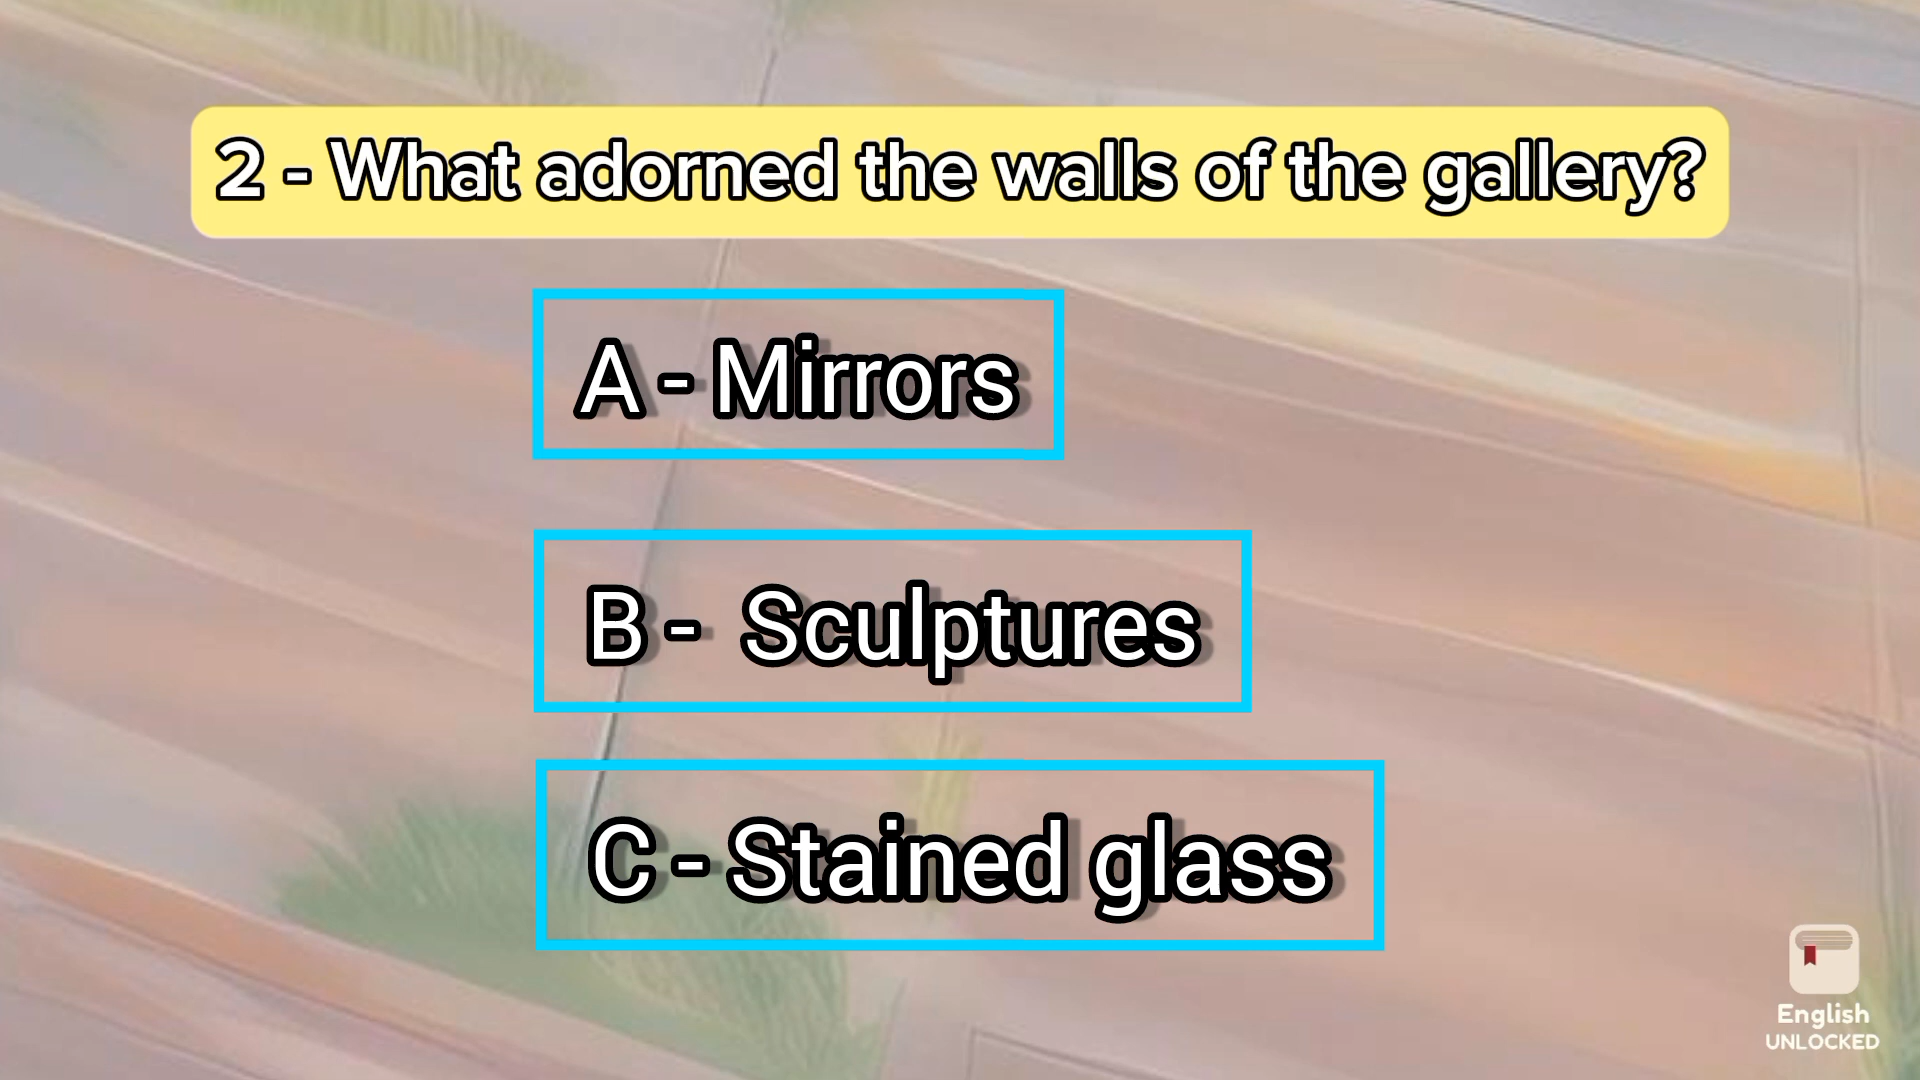 2 - What adorned the walls of the gallery?
A - Mirrors
B - Sculptures
C - Stained glass
English
UNLOCKED